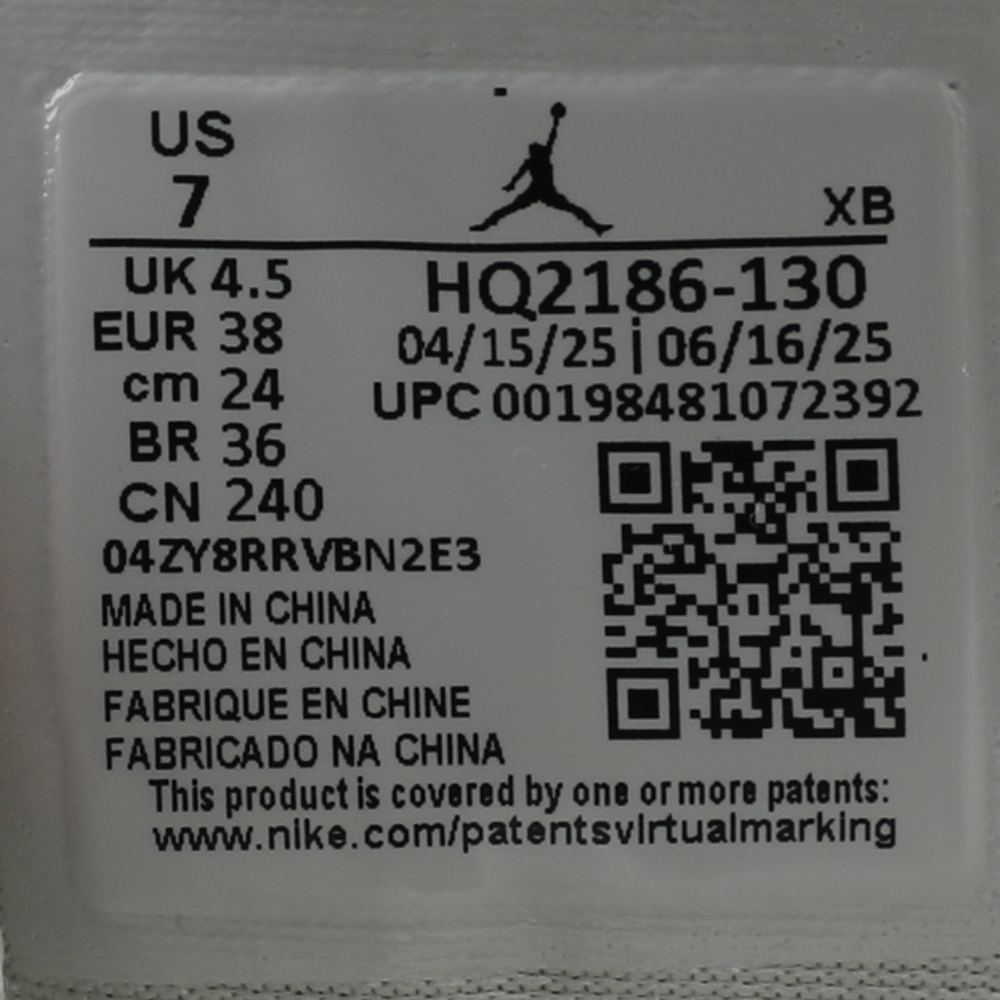 US
7
XB
UK 4.5
EUR 38
cm 24
BR 36
CN 240
HQ2186-130
04/15/25 | 06/16/25
UPC 00198481072392
04ZY8RRVBN2E3
MADE IN CHINA
HECHO EN CHINA
FABRIQUE EN CHINE
FABRICADO NA CHINA
This product is covered by one or more patents:
www.nike.com/patentsvirtualmarking